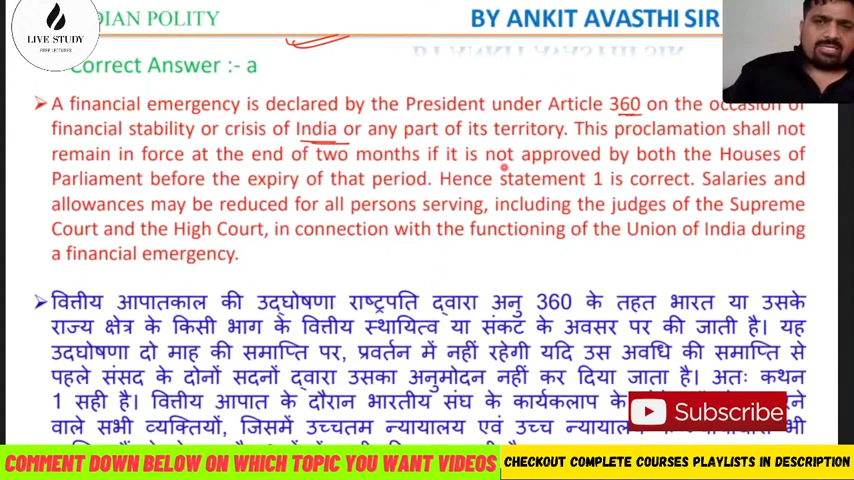 LIVE STUDY
FREE LECTURES
DIAN POLITY
BY ANKIT AVASTHI SIR
Correct Answer :- a
➤ A financial emergency is declared by the President under Article 360 on the occasion of
financial stability or crisis of India or any part of its territory. This proclamation shall not
remain in force at the end of two months if it is not approved by both the Houses of
Parliament before the expiry of that period. Hence statement 1 is correct. Salaries and
allowances may be reduced for all persons serving, including the judges of the Supreme
Court and the High Court, in connection with the functioning of the Union of India during
a financial emergency.
➤ वित्तीय आपातकाल की उद्घोषणा राष्ट्रपति द्वारा अनु 360 के तहत भारत या उसके
राज्य क्षेत्र के किसी भाग के वित्तीय स्थायित्व या संकट के अवसर पर की जाती है। यह
उदघोषणा दो माह की समाप्ति पर, प्रवर्तन में नहीं रहेगी यदि उस अवधि की समाप्ति से
पहले संसद के दोनों सदनों द्वारा उसका अनुमोदन नहीं कर दिया जाता है। अतः कथन
1 सही है। वित्तीय आपात के दौरान भारतीय संघ के कार्यकलाप के
वाले सभी व्यक्तियों, जिसमें उच्चतम न्यायालय एवं उच्च भी
Subscribe
COMMENT DOWN BELOW ON WHICH TOPIC YOU WANT VIDEOS
CHECKOUT COMPLETE COURSES PLAYLISTS IN DESCRIPTION